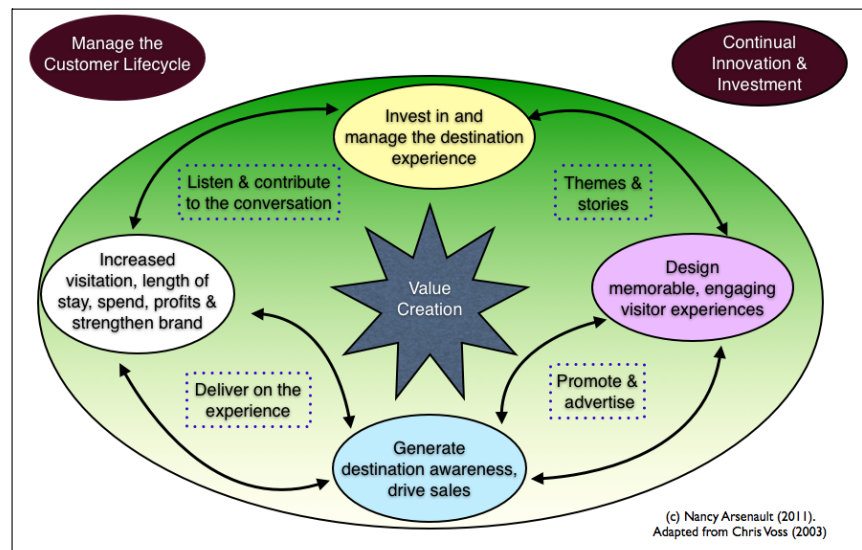 Manage the
Customer Lifecycle
Continual
Innovation &
Investment
Invest in and
manage the destination
experience
Listen & contribute
to the conversation
Themes &
stories
Increased
visitation, length of
stay, spend, profits &
strengthen brand
Value
Creation
Design
memorable, engaging
visitor experiences
Deliver on the
experience
Promote &
advertise
Generate
destination awareness,
drive sales
(c) Nancy Arsenault (2011).
Adapted from Chris Voss (2003)